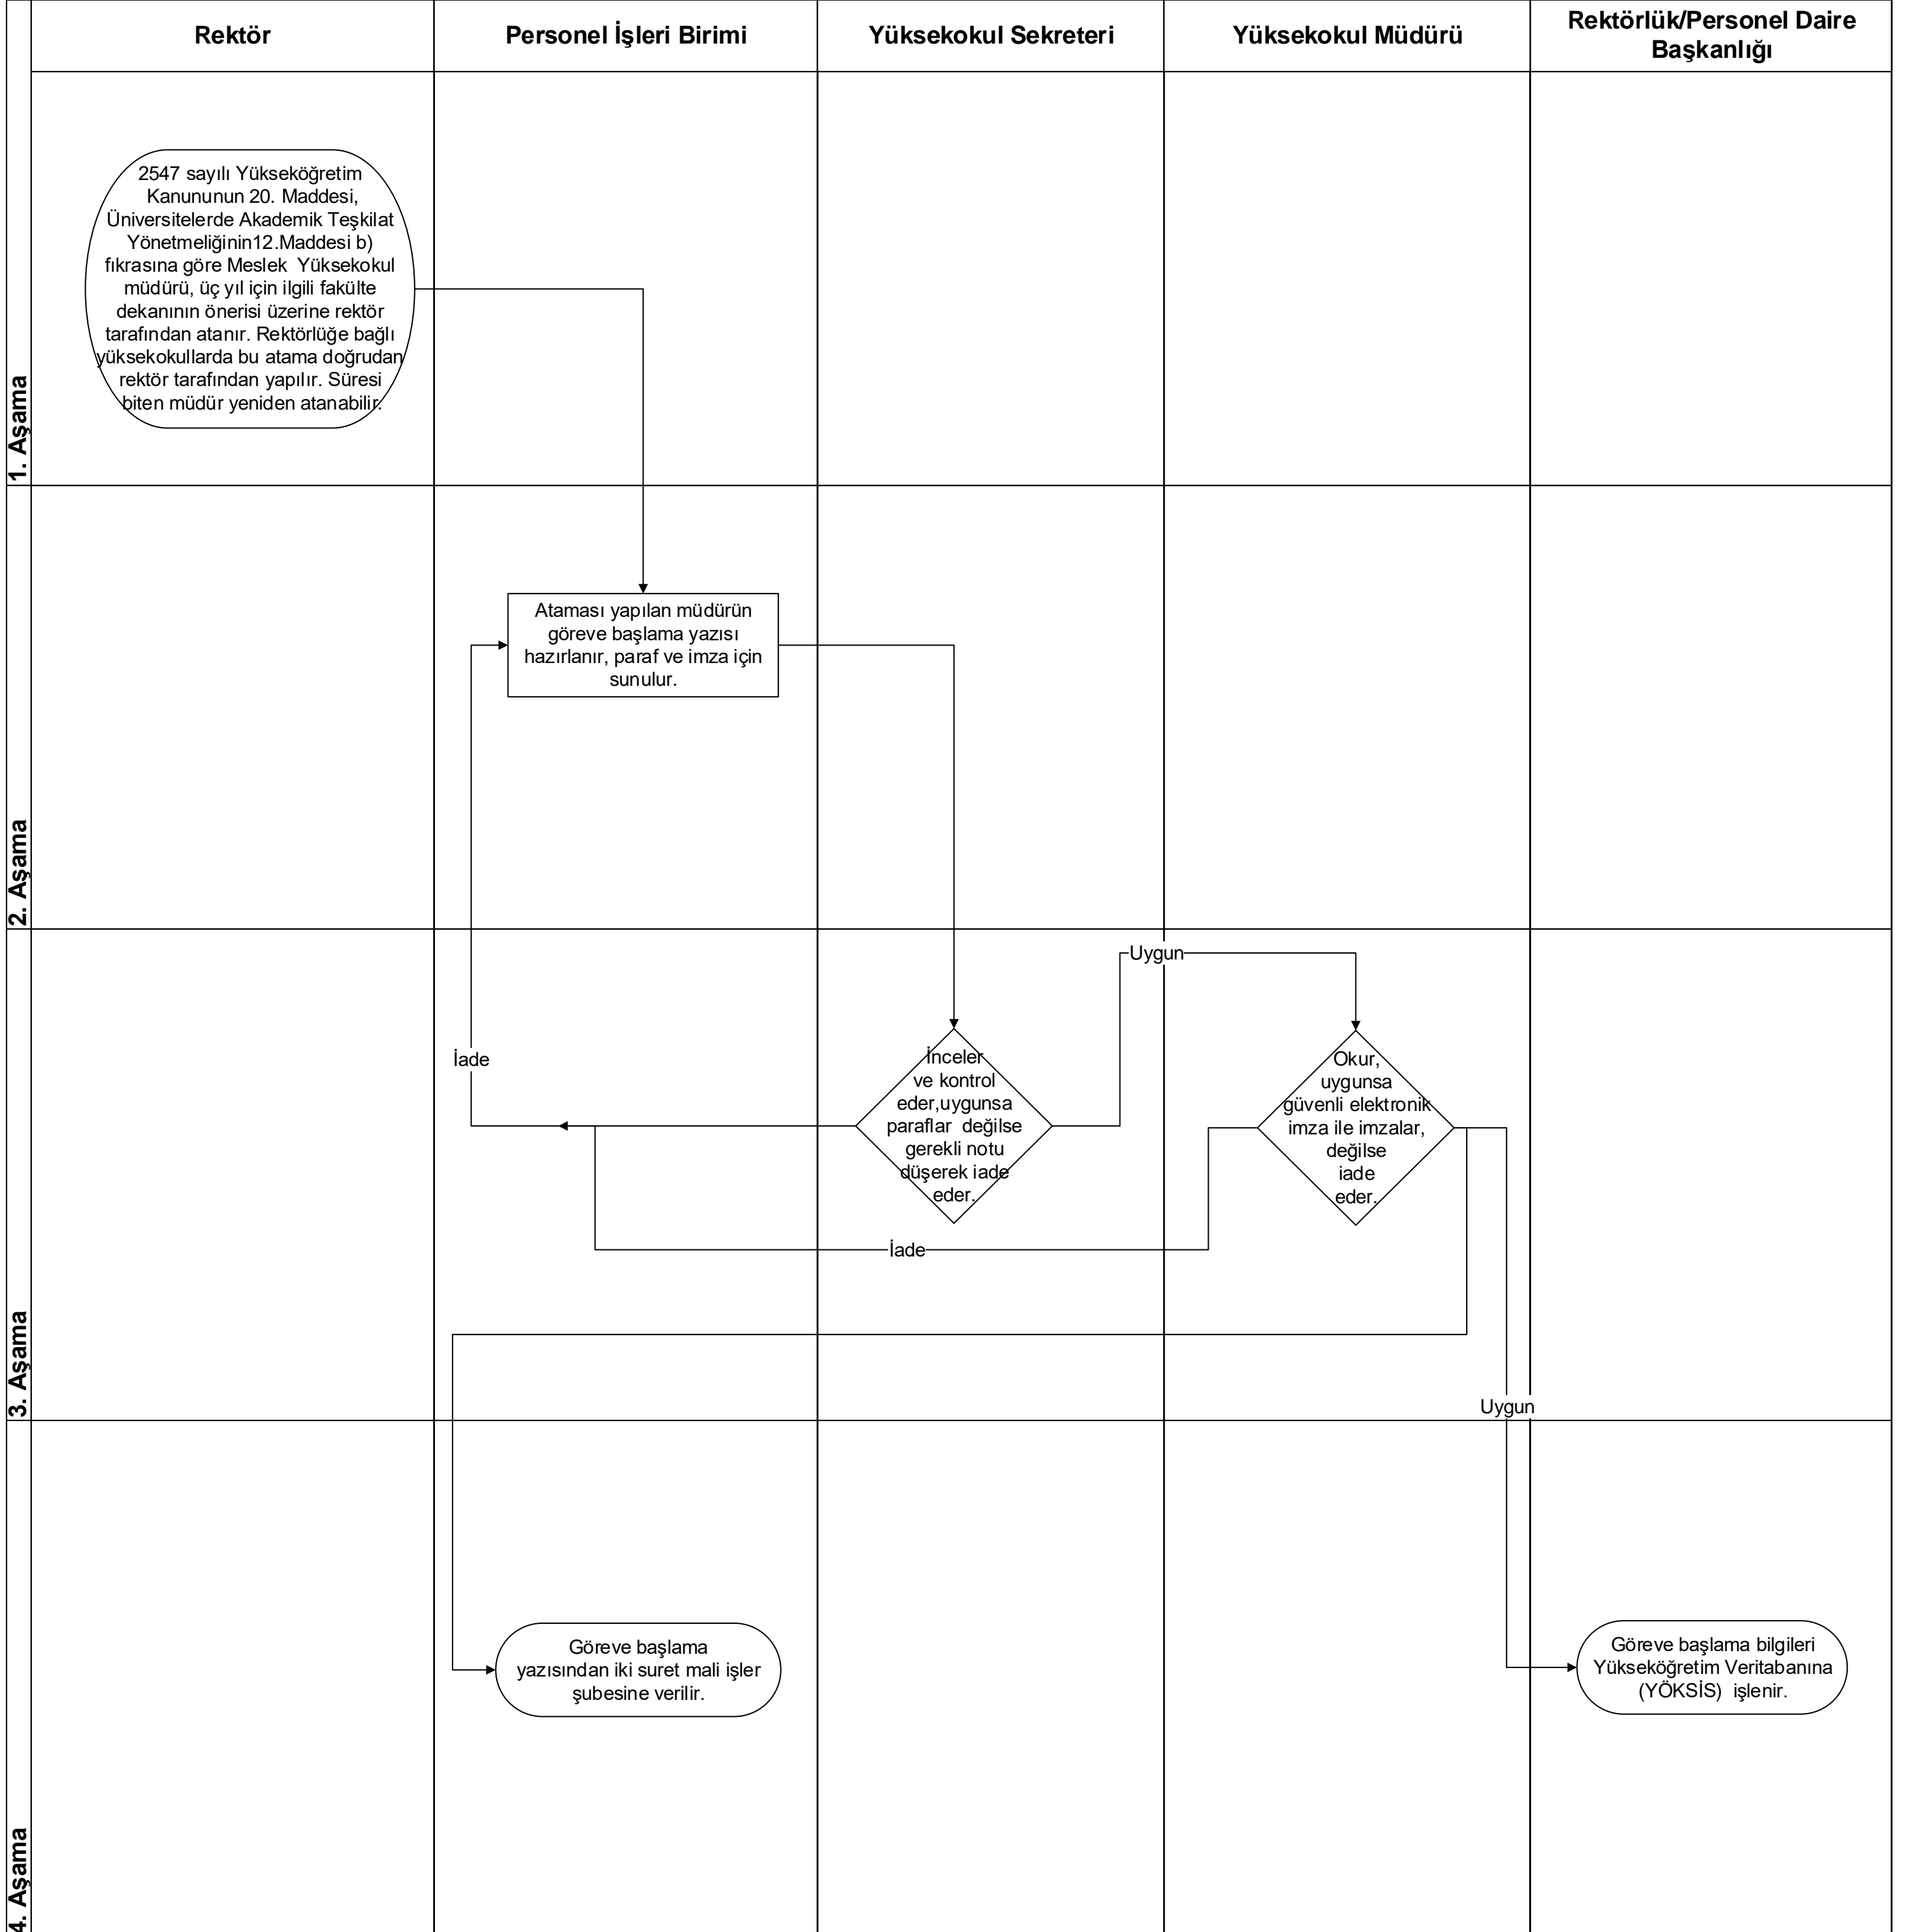 Rektör
Personel İşleri Birimi
Yüksekokul Sekreteri
Yüksekokul Müdürü
Rektörlük/Personel Daire
Başkanlığı
1. Aşama
2547 sayılı Yükseköğretim
Kanununun 20. Maddesi,
Üniversitelerde Akademik Teşkilat
Yönetmeliğinin12.Maddesi b)
fıkrasına göre Meslek  Yüksekokul
müdürü, üç yıl için ilgili fakülte
dekanının önerisi üzerine rektör
tarafından atanır. Rektörlüğe bağlı
yüksekokullarda bu atama doğrudan
rektör tarafından yapılır. Süresi
biten müdür yeniden atanabilir.
2. Aşama
Ataması yapılan müdürün
göreve başlama yazısı
hazırlanır, paraf ve imza için
sunulur.
3. Aşama
Uygun
İade
İnceler
ve kontrol
eder,uygunsa
paraflar  değilse
gerekli notu
düşerek iade
eder.
Okur,
uygunsa
güvenli elektronik
imza ile imzalar,
değilse
iade
eder.
İade
Uygun
4. Aşama
Göreve başlama
yazısından iki suret mali işler
şubesine verilir.
Göreve başlama bilgileri
Yükseköğretim Veritabanına
(YÖKSİS)  işlenir.